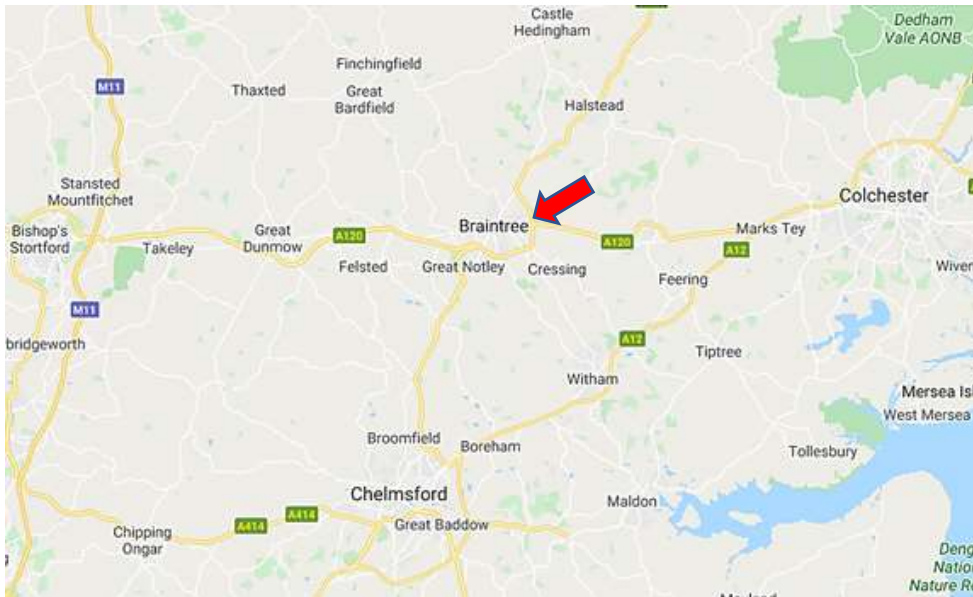 Castle
Hedingham
Dedham
Vale AONB
Finchingfield
M11
Thaxted
Great
Bardfield
Halstead
Stansted
Mountfitchet
Colchester
Bishop's
Stortford
Takeley
Great
Dunmow
A120
Braintree
A120
Marks Tey
A12
Felsted
Great Notley
Cressing
Feering
Wiven
M11
bridgeworth
A12
Tiptree
Witham
Mersea Isl
West Mersea
Broomfield
Boreham
Tollesbury
Chelmsford
Maldon
A414
A414
Great Baddow
Chipping
Ongar
Deng
Natio
Nature Re